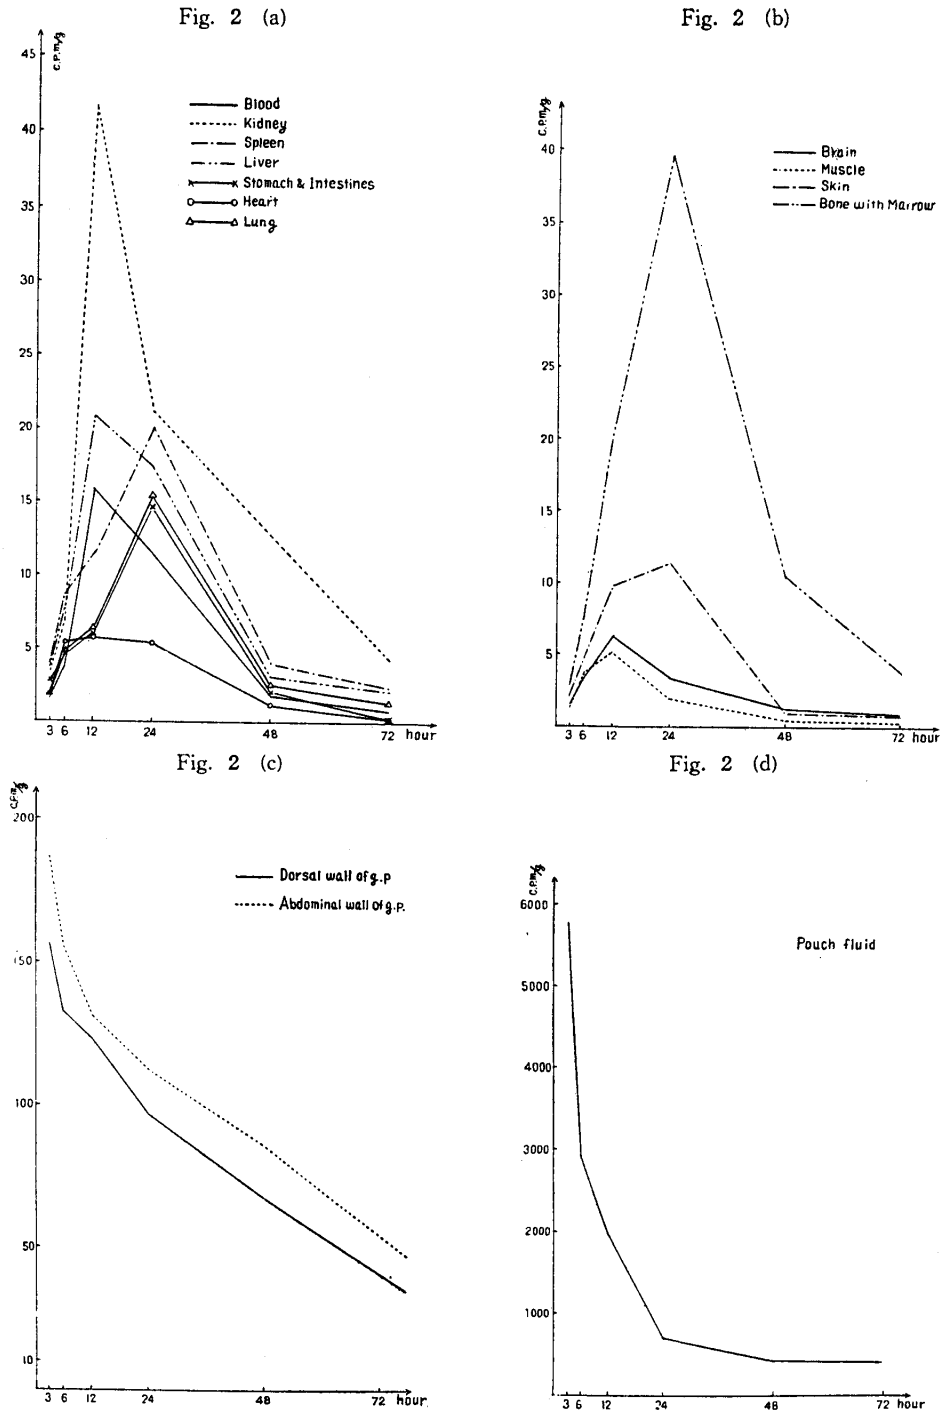 Fig. 2 (a)
c.p.m/g
45
40
35
30
25
20
15
10
5
Blood
Kidney
Spleen
Liver
Stomach & Intestines
Heart
Lung
3 6 12 24 48 72 hour
Fig. 2 (b)
c.p.m/g
40
35
30
25
20
15
10
5
Brain
Muscle
Skin
Bone with Marrour
3 6 12 24 48 72 hour
Fig. 2 (c)
c.p.m/g
200
150
100
50
10
Dorsal wall of g.p
Abdominal wall of g.p.
3 6 12 24 48 72 hour.
Fig. 2 (d)
c.p.m/g
6000
5000
4000
3000
2000
1000
Pouch fluid
3 6 12 24 48 72 hour